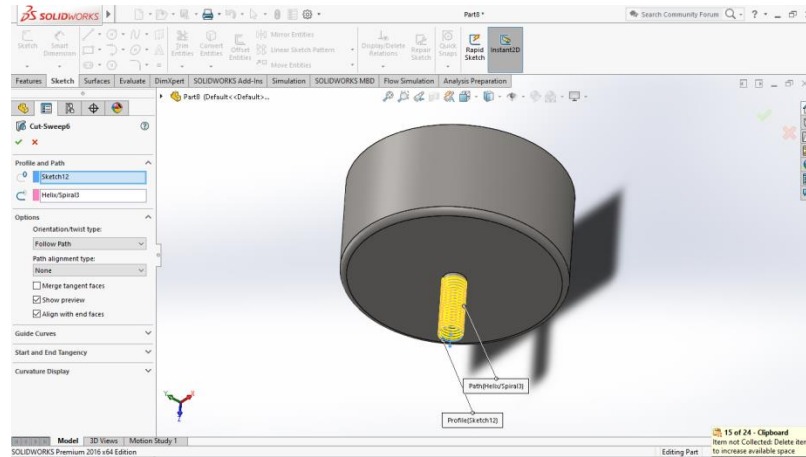 SOLIDWORKS
Part8 *
Search Community Forum
Sketch
Smart Dimension
Trim Entities
Convert Entities
Offset Entities
Mirror Entities
Linear Sketch Pattern
Move Entities
Display/Delete Relations
Repair Sketch
Quick Snaps
Rapid Sketch
Instant2D
Features Sketch Surfaces Evaluate DimXpert SOLIDWORKS Add-Ins Simulation SOLIDWORKS MBD Flow Simulation Analysis Preparation
Part8 (Default<<Default>...
Cut-Sweep6
Profile and Path
Sketch12
Helix/Spiral3
Options
Orientation/twist type:
Follow Path
Path alignment type:
None
Merge tangent faces
Show preview
Align with end faces
Guide Curves
Start and End Tangency
Curvature Display
Path(Helix/Spiral3)
Profile(Sketch12)
Model 3D Views Motion Study 1
SOLIDWORKS Premium 2016 x64 Edition
Editing Part
15 of 24 - Clipboard
Item not Collected: Delete iter
to increase available space